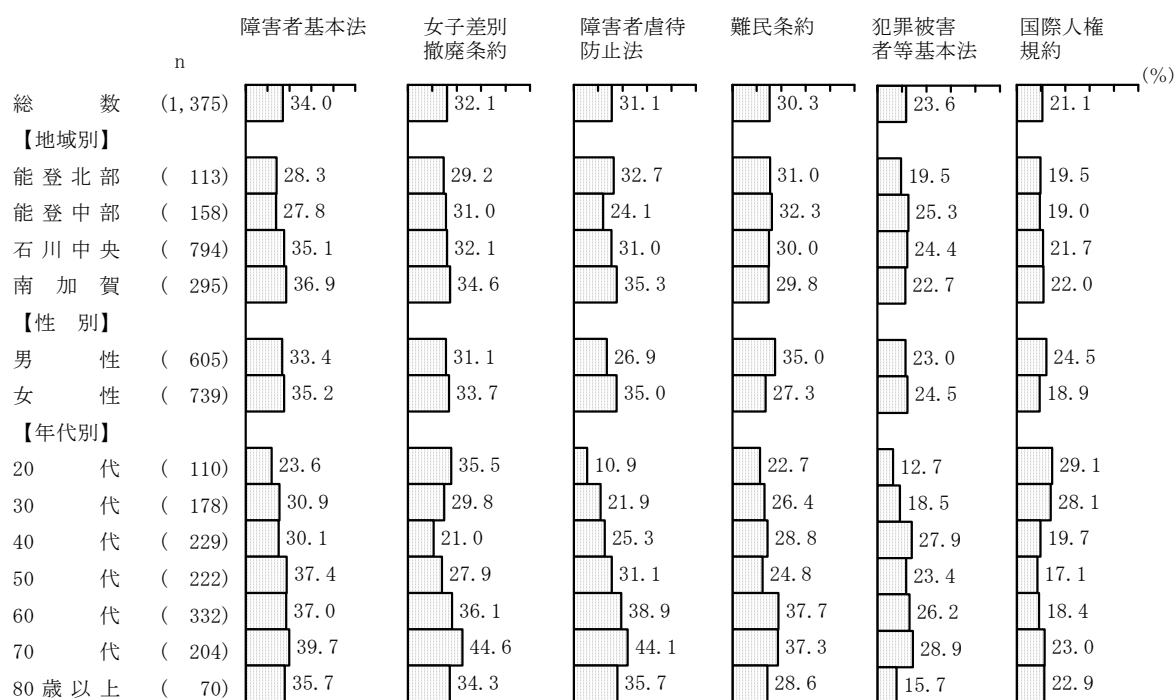 障害者基本法 女子差別 障害者虐待 難民条約 犯罪被害 国際人権
撤廃条約 防止法 者等基本法 規約
n
(%)
総数 (1,375) 34.0 32.1 31.1 30.3 23.6 21.1
【地域別】
能登北部 ( 113) 28.3 29.2 32.7 31.0 19.5 19.5
能登中部 ( 158) 27.8 31.0 24.1 32.3 25.3 19.0
石川中央 ( 794) 35.1 32.1 31.0 30.0 24.4 21.7
南加賀 ( 295) 36.9 34.6 35.3 29.8 22.7 22.0
【性 別】
男性 ( 605) 33.4 31.1 26.9 35.0 23.0 24.5
女性 ( 739) 35.2 33.7 35.0 27.3 24.5 18.9
【年代別】
20代 ( 110) 23.6 35.5 10.9 22.7 12.7 29.1
30代 ( 178) 30.9 29.8 21.9 26.4 18.5 28.1
40代 ( 229) 30.1 21.0 25.3 28.8 27.9 19.7
50代 ( 222) 37.4 27.9 31.1 24.8 23.4 17.1
60代 ( 332) 37.0 36.1 38.9 37.7 26.2 18.4
70代 ( 204) 39.7 44.6 44.1 37.3 28.9 23.0
80歳以上 ( 70) 35.7 34.3 35.7 28.6 15.7 22.9